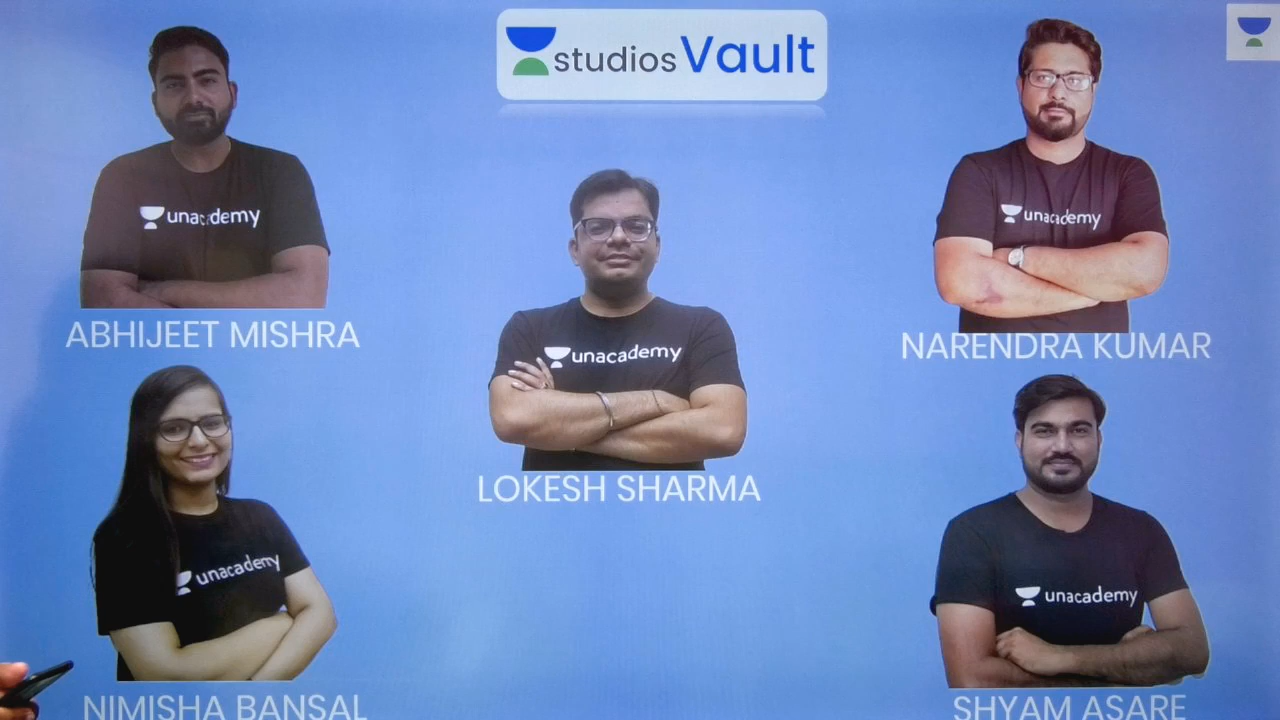 studios Vault
unacademy
ABHIJEET MISHRA
unacademy
NARENDRA KUMAR
unacademy
LOKESH SHARMA
unacademy
NIMISHA BANSAL
unacademy
SHYAM ASARE